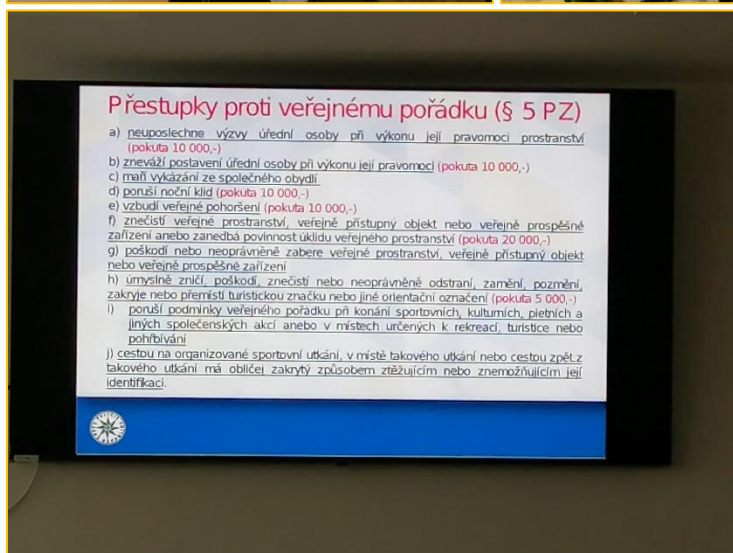 Přestupky proti veřejnému pořádku (§ 5 PZ)
a) neuposlechne výzvy úřední osoby při výkonu její pravomoci prostranství
(pokuta 10 000,-)
b) zneváží postavení úřední osoby při výkonu její pravomoci (pokuta 10 000,-)
c) maří vykázání ze společného obydlí
d) poruší noční klid (pokuta 10 000,-)
e) vzbudí veřejné pohoršení (pokuta 10 000,-)
f) znečistí veřejné prostranství, veřejně přístupný objekt nebo veřejně prospěšné
zařízení anebo zanedbá povinnost úklidu veřejného prostranství (pokuta 20 000,-)
g) poškodí nebo neoprávněně zabere veřejné prostranství, veřejně přístupný objekt
nebo veřejně prospěšné zařízení
h) úmyslně zničí, poškodí, znečistí nebo neoprávněně odstraní, zamění, pozmění,
zakryje nebo přemístí turistickou značku nebo jiné orientační označení (pokuta 5 000,-)
i) poruší podmínky veřejného pořádku při konání sportovních, kulturních, pietních a
jiných společenských akcí anebo v místech určených k rekreaci, turistice nebo
pohřbívání
j) cestou na organizované sportovní utkání, v místě takového utkání nebo cestou zpět z
takového utkání má obličej zakrytý způsobem ztěžujícím nebo znemožňujícím její
identifikaci.